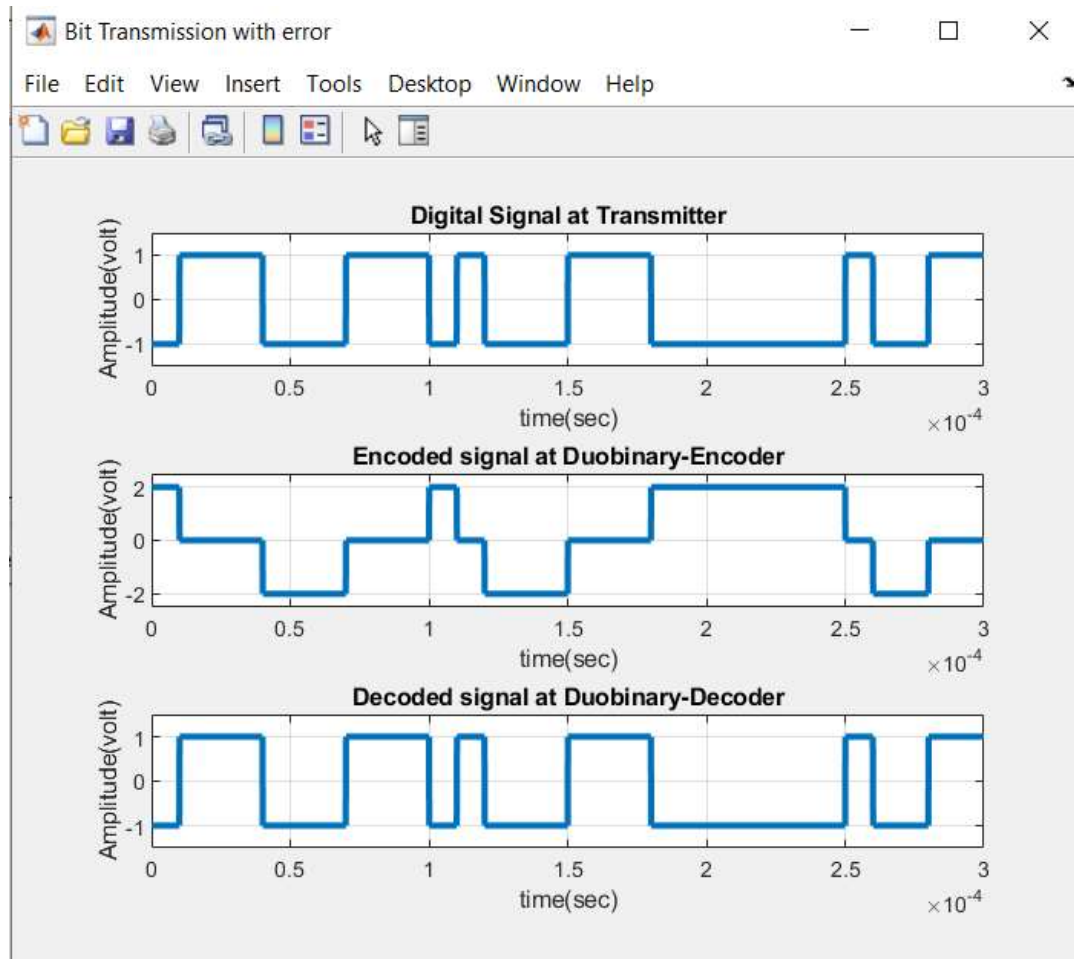 Bit Transmission with error
File Edit View Insert Tools Desktop Window Help
Digital Signal at Transmitter
Amplitude(volt)
1
0
-1
0 0.5 1 1.5 2 2.5 3
time(sec)
×10⁻⁴
Encoded signal at Duobinary-Encoder
Amplitude(volt)
2
0
-2
0 0.5 1 1.5 2 2.5 3
time(sec)
×10⁻⁴
Decoded signal at Duobinary-Decoder
Amplitude(volt)
1
0
-1
0 0.5 1 1.5 2 2.5 3
time(sec)
×10⁻⁴